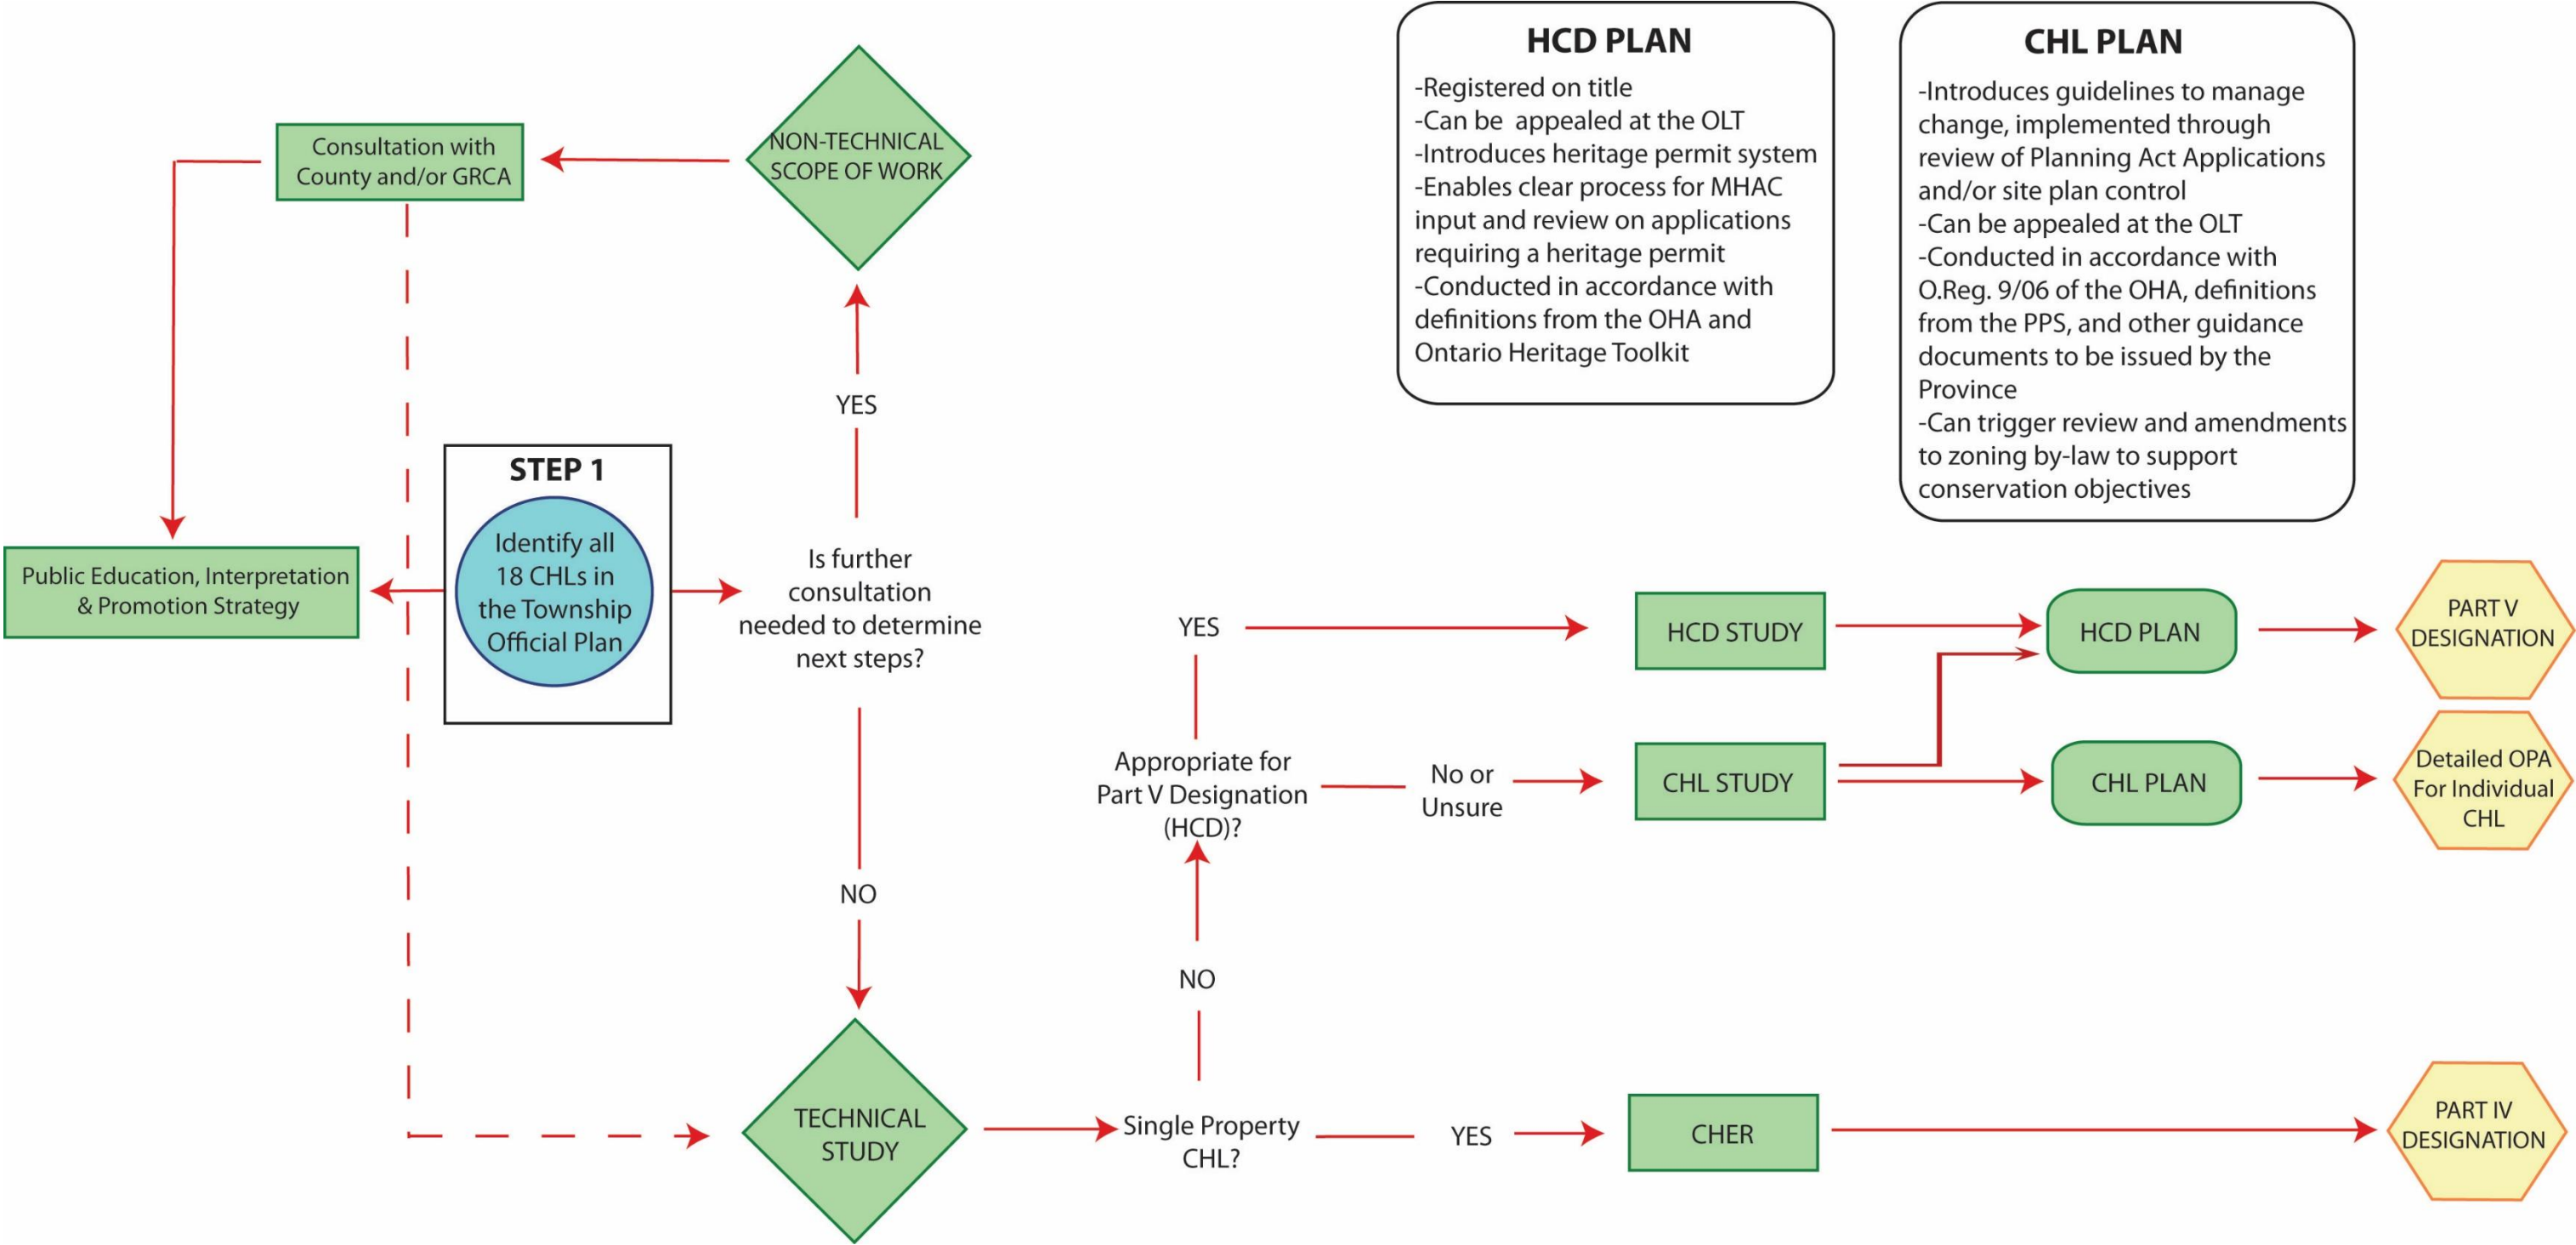 HCD PLAN
-Registered on title
-Can be appealed at the OLT
-Introduces heritage permit system
-Enables clear process for MHAC
input and review on applications
requiring a heritage permit
-Conducted in accordance with
definitions from the OHA and
Ontario Heritage Toolkit
CHL PLAN
-Introduces guidelines to manage
change, implemented through
review of Planning Act Applications
and/or site plan control
-Can be appealed at the OLT
-Conducted in accordance with
O.Reg. 9/06 of the OHA, definitions
from the PPS, and other guidance
documents to be issued by the
Province
-Can trigger review and amendments
to zoning by-law to support
conservation objectives
Consultation with
County and/or GRCA
NON-TECHNICAL
SCOPE OF WORK
YES
STEP 1
Identify all
18 CHLs in
the Township
Official Plan
Public Education, Interpretation
& Promotion Strategy
Is further
consultation
needed to determine
next steps?
NO
TECHNICAL
STUDY
Single Property
CHL?
NO
YES
CHER
PART IV
DESIGNATION
Appropriate for
Part V Designation
(HCD)?
YES
HCD STUDY
HCD PLAN
PART V
DESIGNATION
No or
Unsure
CHL STUDY
CHL PLAN
Detailed OPA
For Individual
CHL